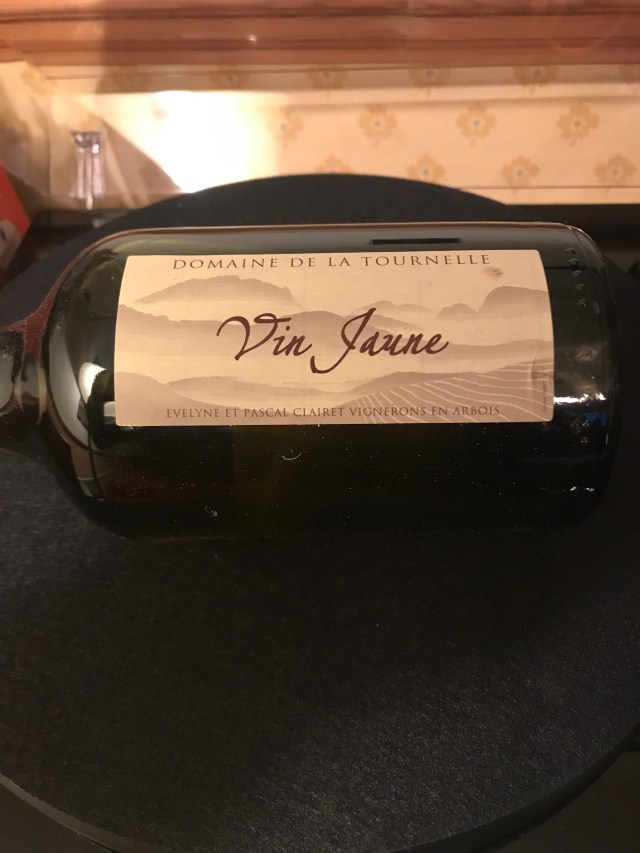 DOMAINE DE LA TOURNELLE
Vin Jaune
EVELYNE ET PASCAL CLAIRET VIGNERONS EN ARBOIS